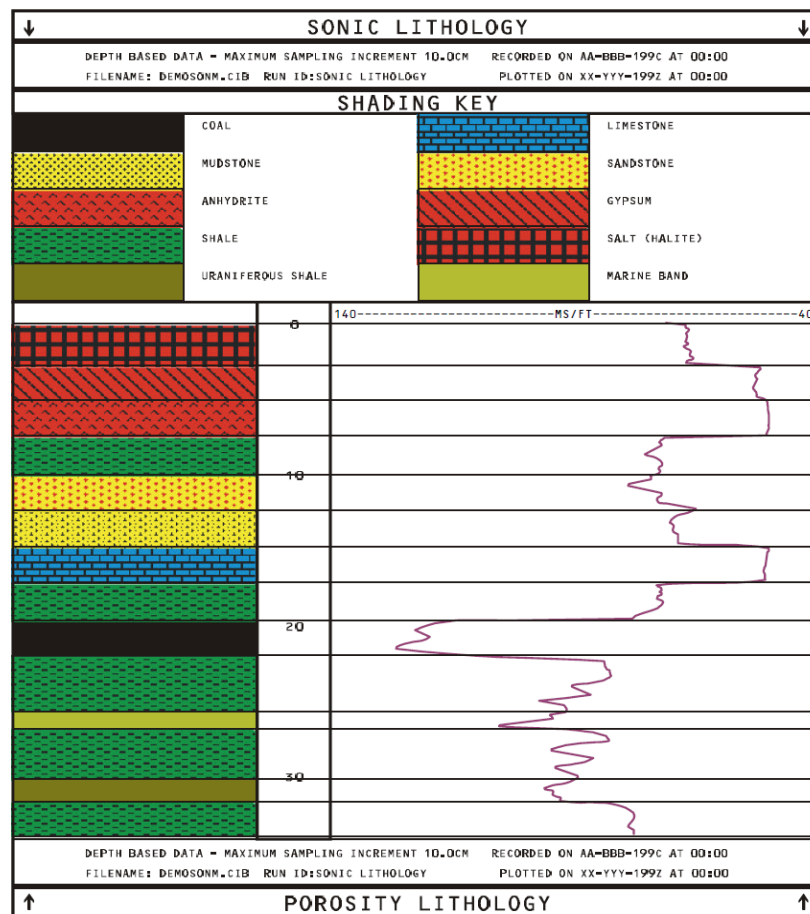 SONIC LITHOLOGY
DEPTH BASED DATA - MAXIMUM SAMPLING INCREMENT 10.0CM RECORDED ON AA-BBB-199C AT 00:00
FILENAME: DEMOSONM.CIB RUN ID:SONIC LITHOLOGY PLOTTED ON XX-YYY-199Z AT 00:00
SHADING KEY
COAL LIMESTONE
MUDSTONE SANDSTONE
ANHYDRITE GYPSUM
SHALE SALT (HALITE)
URANIFEROUS SHALE MARINE BAND
0 140 MS/FT 40
10
20
30
DEPTH BASED DATA - MAXIMUM SAMPLING INCREMENT 10.0CM RECORDED ON AA-BBB-199C AT 00:00
FILENAME: DEMOSONM.CIB RUN ID:SONIC LITHOLOGY PLOTTED ON XX-YYY-199Z AT 00:00
POROSITY LITHOLOGY